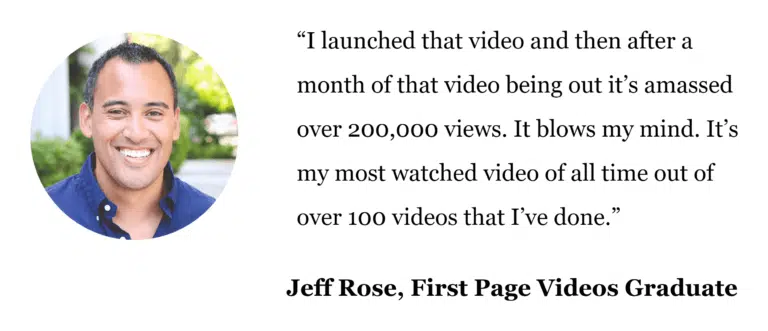 “I launched that video and then after a
month of that video being out it’s amassed
over 200,000 views. It blows my mind. It’s
my most watched video of all time out of
over 100 videos that I’ve done.”
Jeff Rose, First Page Videos Graduate